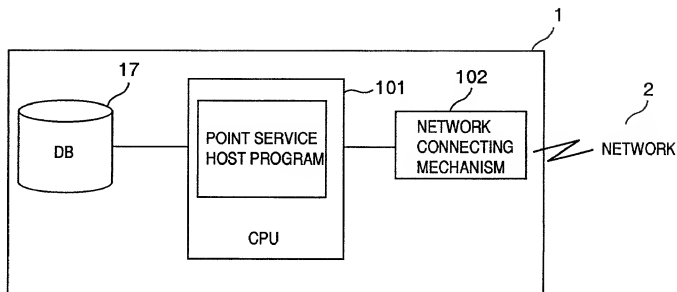 1
17
101
102
2
DB
POINT SERVICE
HOST PROGRAM
NETWORK
CONNECTING
MECHANISM
NETWORK
CPU